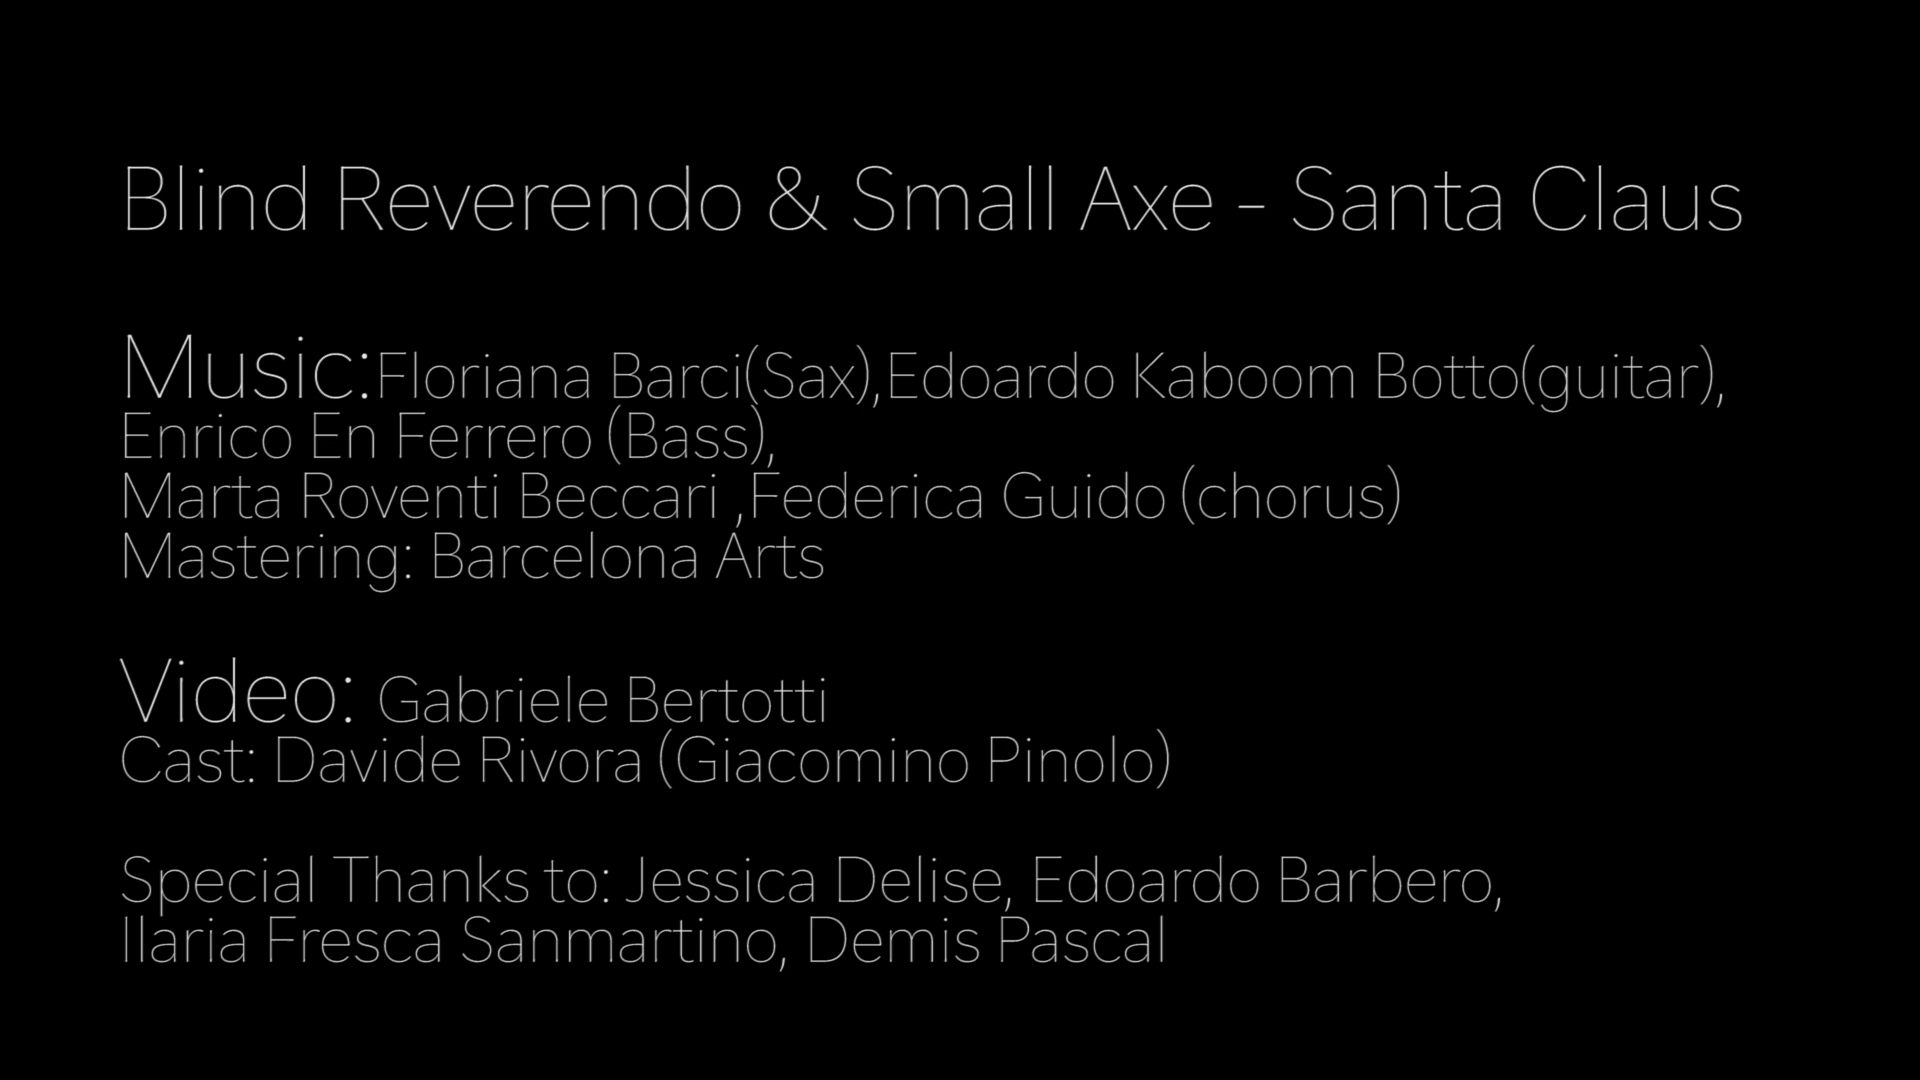 Blind Reverendo & Small Axe - Santa Claus
Music:Floriana Barci(Sax),Edoardo Kaboom Botto(guitar),
Enrico En Ferrero (Bass),
Marta Roventi Beccari ,Federica Guido (chorus)
Mastering: Barcelona Arts
Video: Gabriele Bertotti
Cast: Davide Rivora (Giacomino Pinolo)
Special Thanks to: Jessica Delise, Edoardo Barbero,
Ilaria Fresca Sanmartino, Demis Pascal